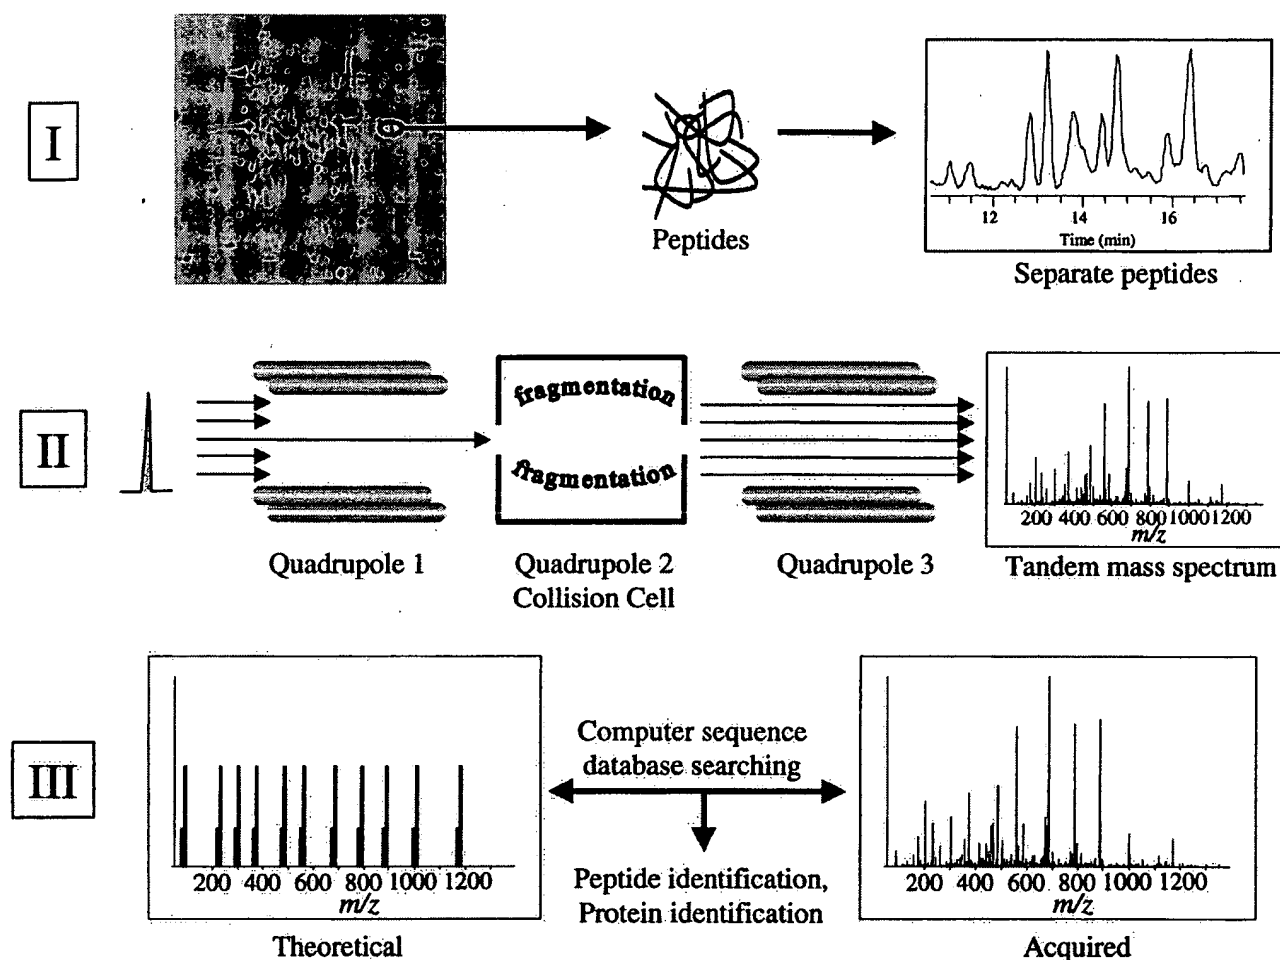 I
Peptides
12 14 16
Time (min)
Separate peptides
II
fragmentation
fragmentation
Quadrupole 1
Quadrupole 2
Collision Cell
Quadrupole 3
200 400 600 800 1000 1200
m/z
Tandem mass spectrum
III
200 400 600 800 1000 1200
m/z
Theoretical
Computer sequence
database searching
Peptide identification,
Protein identification
200 400 600 800 1000 1200
m/z
Acquired